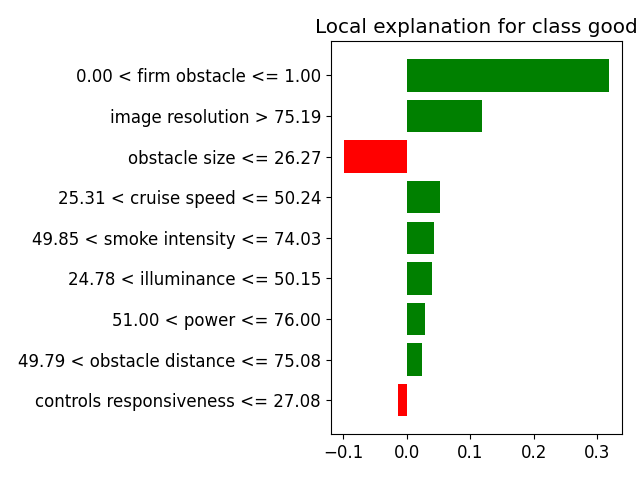 Local explanation for class good
0.00 < firm obstacle <= 1.00
image resolution > 75.19
obstacle size <= 26.27
25.31 < cruise speed <= 50.24
49.85 < smoke intensity <= 74.03
24.78 < illuminance <= 50.15
51.00 < power <= 76.00
49.79 < obstacle distance <= 75.08
controls responsiveness <= 27.08
−0.1 0.0 0.1 0.2 0.3